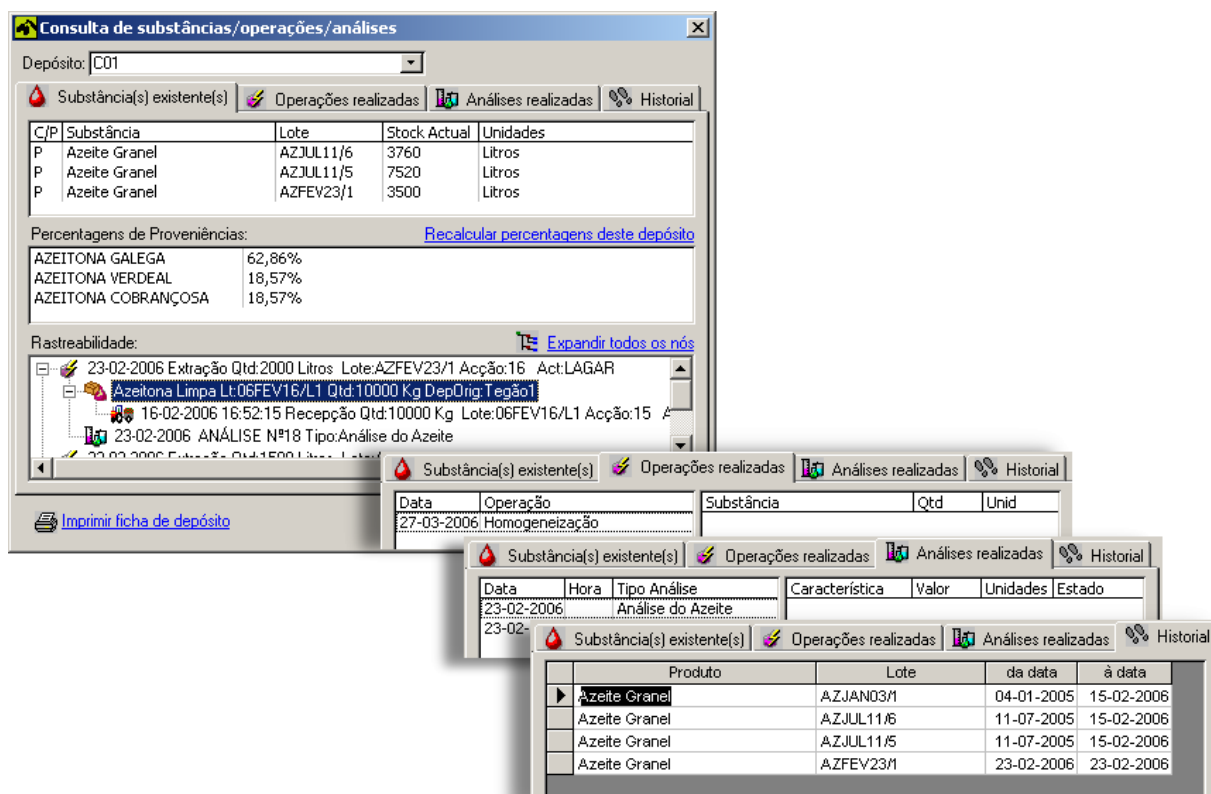 Consulta de substâncias/operações/análises
Depósito: C01
Substância(s) existente(s) Operações realizadas Análises realizadas Historial
C/P Substância Lote Stock Actual Unidades
P Azeite Granel AZJUL11/6 3760 Litros
P Azeite Granel AZJUL11/5 7520 Litros
P Azeite Granel AZFEV23/1 3500 Litros
Percentagens de Proveniências: Recalcular percentagens deste depósito
AZEITONA GALEGA 62,86%
AZEITONA VERDEAL 18,57%
AZEITONA COBRANÇOSA 18,57%
Rastreabilidade: Expandir todos os nós
23-02-2006 Extração Qtd:2000 Litros Lote:AZFEV23/1 Acção:16 Act:LAGAR
Azeitona Limpa Lt:06FEV16/L1 Qtd:10000 Kg DepOrig:Tegão1
16-02-2006 16:52:15 Recepção Qtd:10000 Kg Lote:06FEV16/L1 Acção:15
23-02-2006 ANÁLISE Nº18 Tipo:Análise do Azeite
Imprimir ficha de depósito
Substância(s) existente(s) Operações realizadas Análises realizadas Historial
Data Operação Substância Qtd Unid
27-03-2006 Homogeneização
Substância(s) existente(s) Operações realizadas Análises realizadas Historial
Data Hora Tipo Análise Característica Valor Unidades Estado
23-02-2006 Análise do Azeite
23-02-
Substância(s) existente(s) Operações realizadas Análises realizadas Historial
Produto Lote da data à data
Azeite Granel AZJAN03/1 04-01-2005 15-02-2006
Azeite Granel AZJUL11/6 11-07-2005 15-02-2006
Azeite Granel AZJUL11/5 11-07-2005 15-02-2006
Azeite Granel AZFEV23/1 23-02-2006 23-02-2006